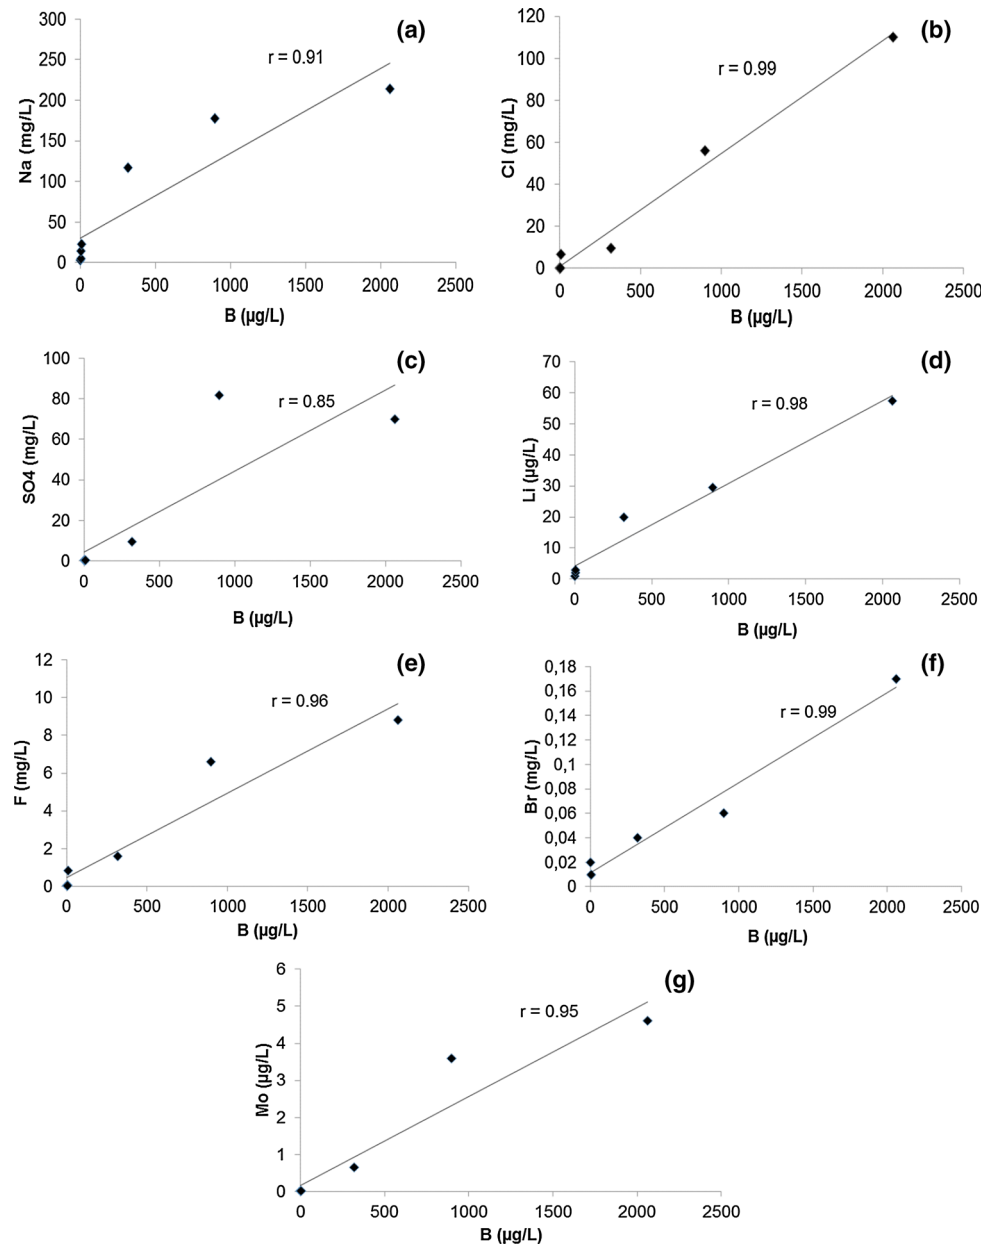 (a)
r = 0.91
Na (mg/L)
300
250
200
150
100
50
0
0 500 1000 1500 2000 2500
B (µg/L)
(b)
r = 0.99
Cl (mg/L)
120
100
80
60
40
20
0
0 500 1000 1500 2000 2500
B (µg/L)
(c)
r = 0.85
SO4 (mg/L)
100
80
60
40
20
0
0 500 1000 1500 2000 2500
B (µg/L)
(d)
r = 0.98
Li (µg/L)
70
60
50
40
30
20
10
0
0 500 1000 1500 2000 2500
B (µg/L)
(e)
r = 0.96
F (mg/L)
12
10
8
6
4
2
0
0 500 1000 1500 2000 2500
B (µg/L)
(f)
r = 0.99
Br (mg/L)
0,18
0,16
0,14
0,12
0,1
0,08
0,06
0,04
0,02
0
0 500 1000 1500 2000 2500
B (µg/L)
(g)
r = 0.95
Mo (µg/L)
6
5
4
3
2
1
0
0 500 1000 1500 2000 2500
B (µg/L)